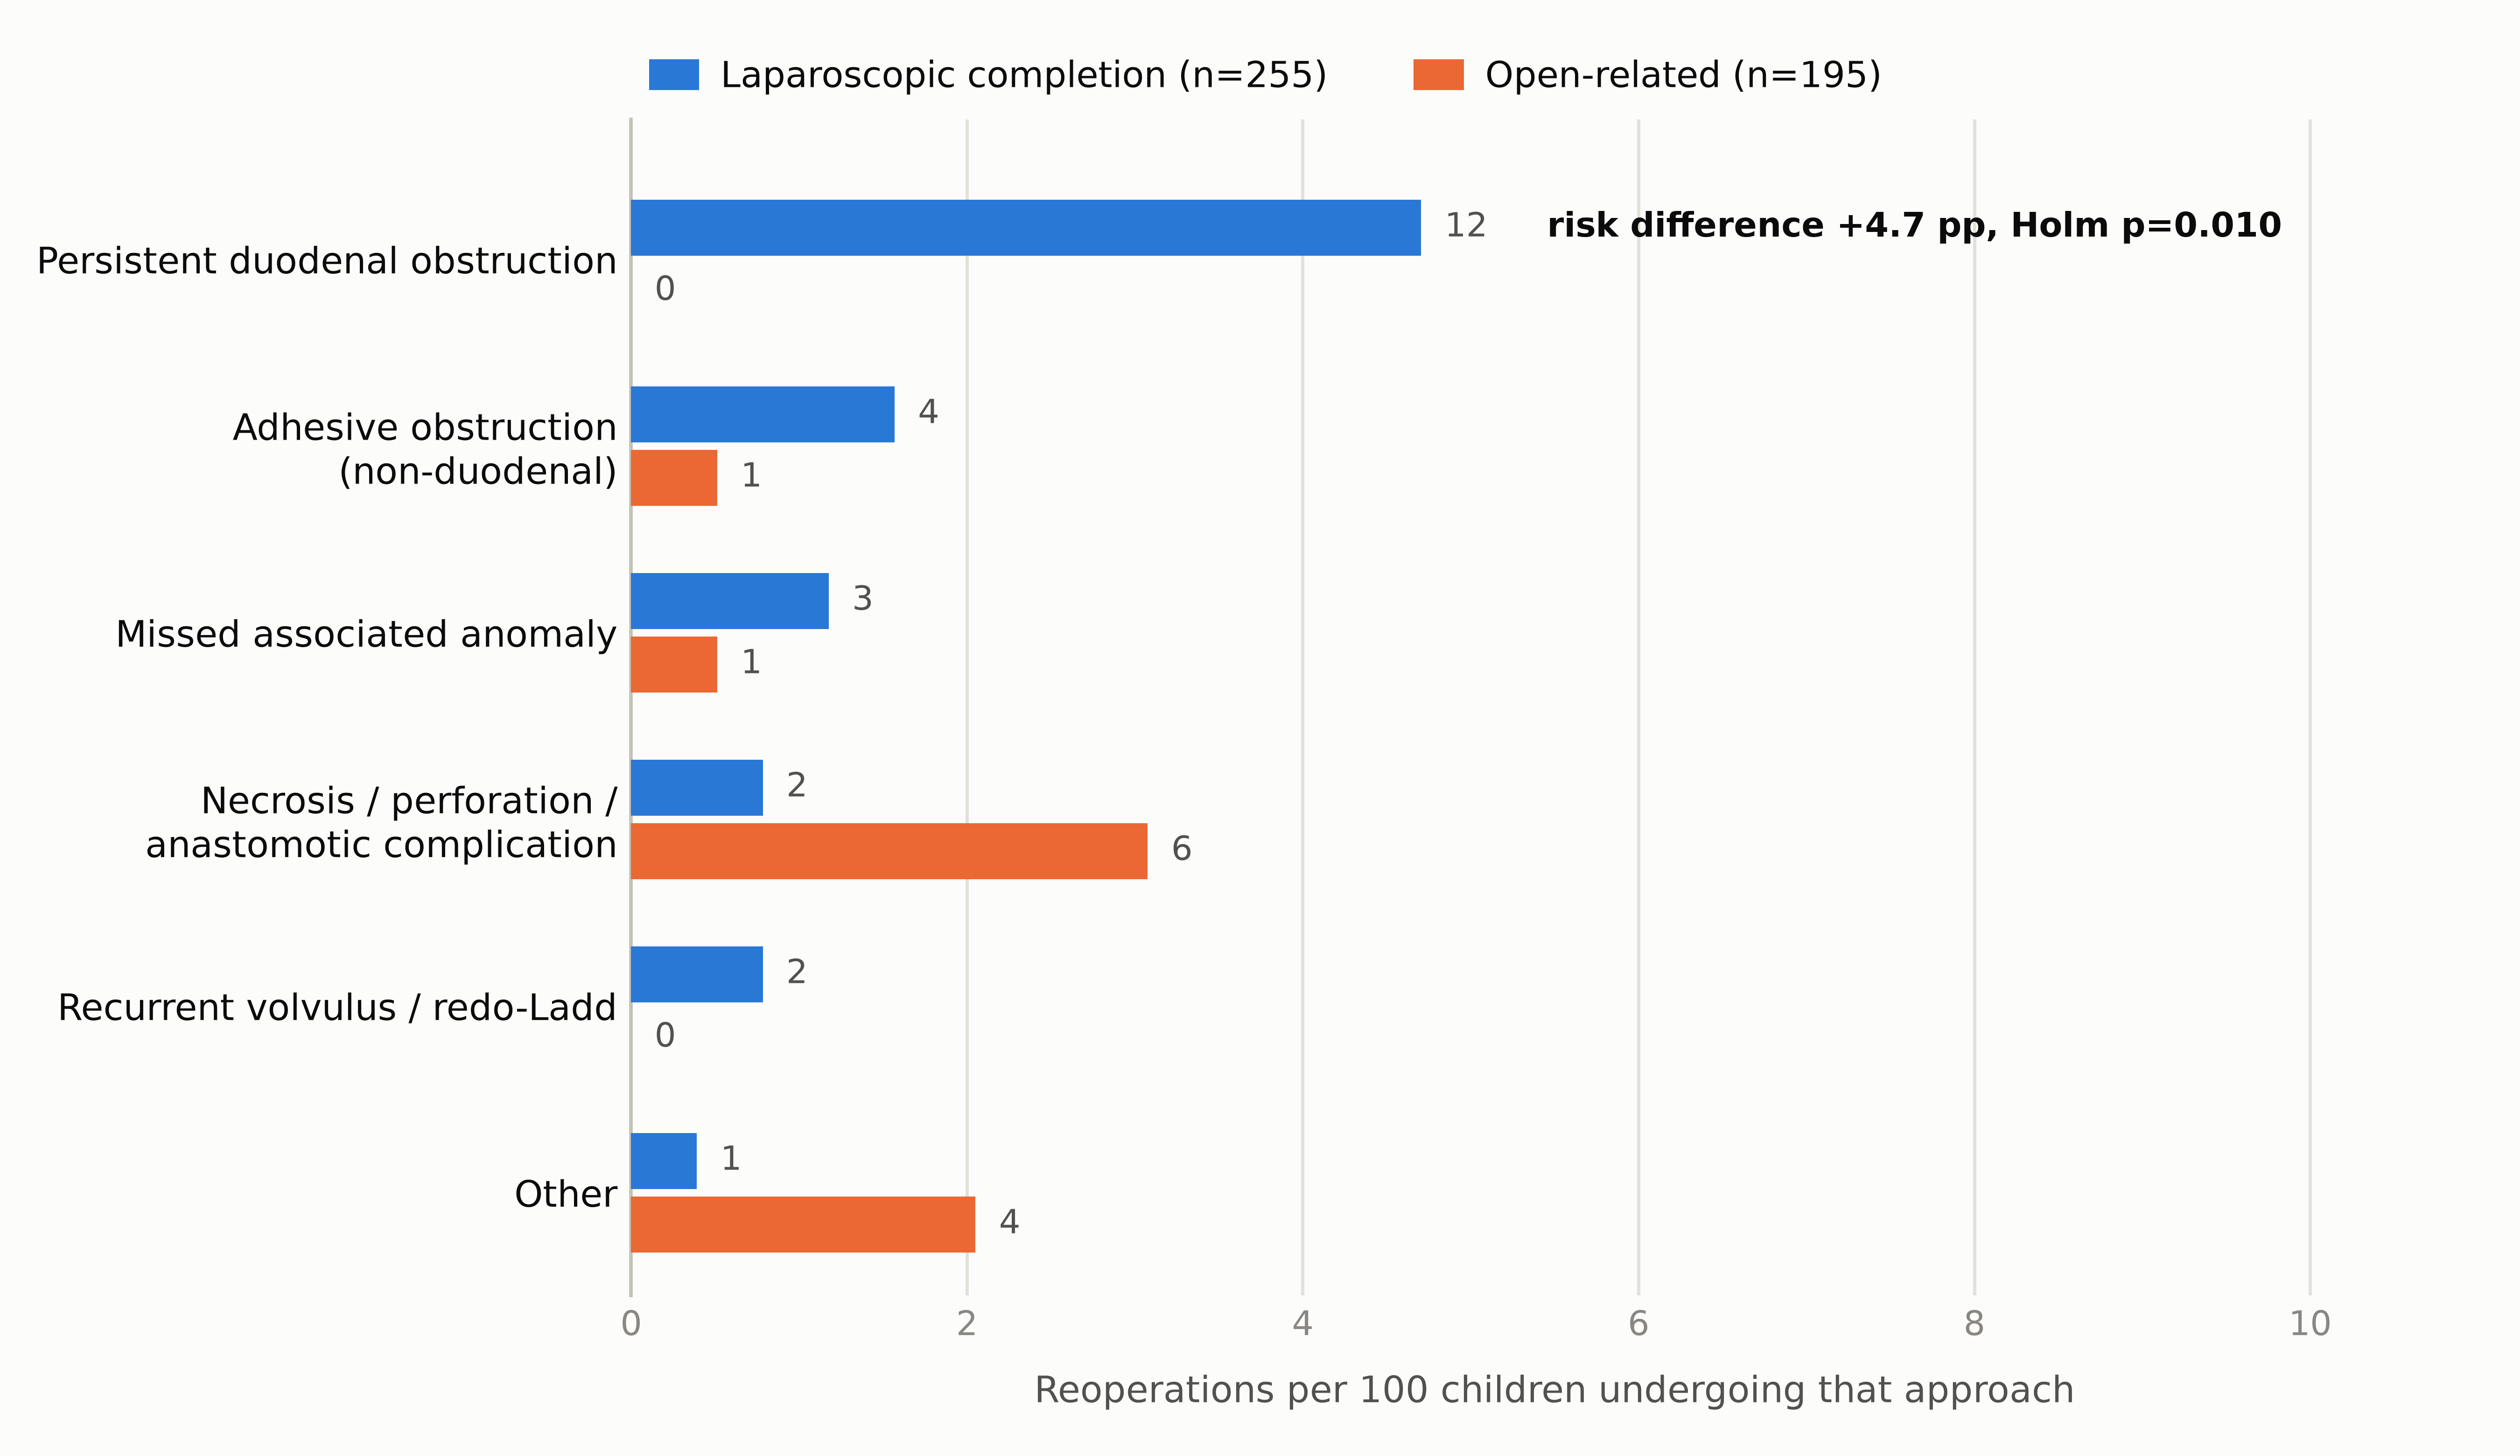 Laparoscopic completion (n=255)
Open-related (n=195)
Persistent duodenal obstruction
12
risk difference +4.7 pp, Holm p=0.010
0
Adhesive obstruction
(non-duodenal)
4
1
Missed associated anomaly
3
1
Necrosis / perforation /
anastomotic complication
2
6
Recurrent volvulus / redo-Ladd
2
0
Other
1
4
0
2
4
6
8
10
Reoperations per 100 children undergoing that approach